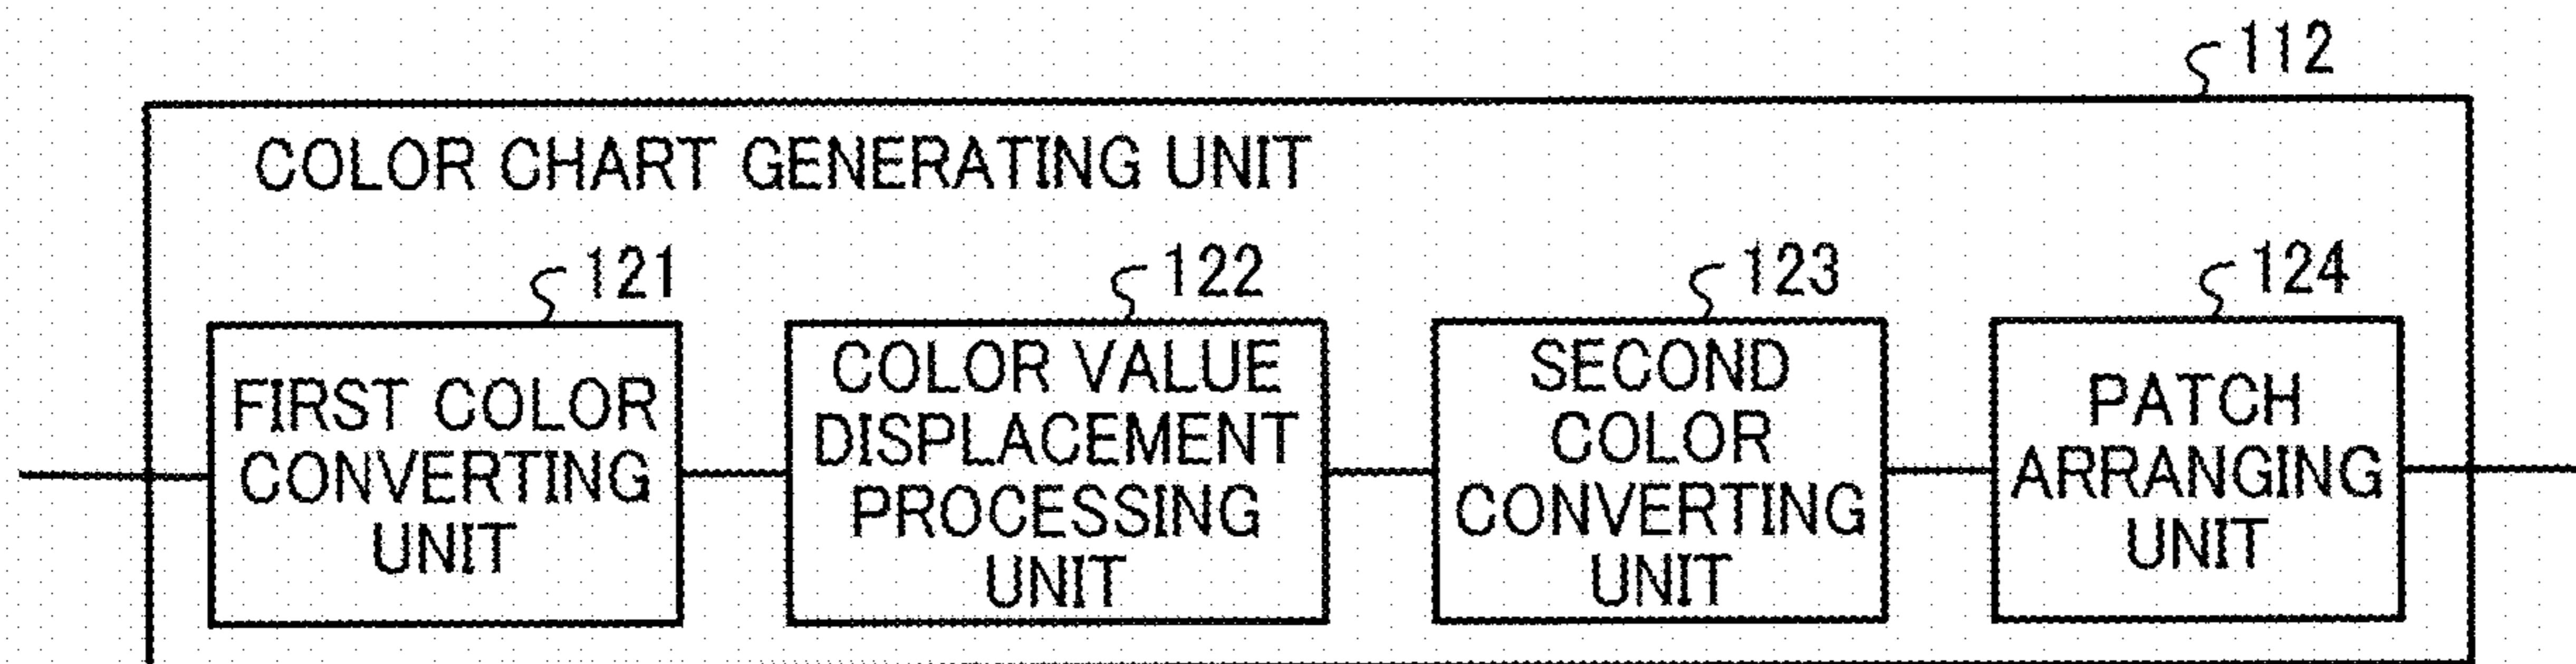 112
COLOR CHART GENERATING UNIT
121
FIRST COLOR
CONVERTING
UNIT
122
COLOR VALUE
DISPLACEMENT
PROCESSING
UNIT
123
SECOND
COLOR
CONVERTING
UNIT
124
PATCH
ARRANGING
UNIT